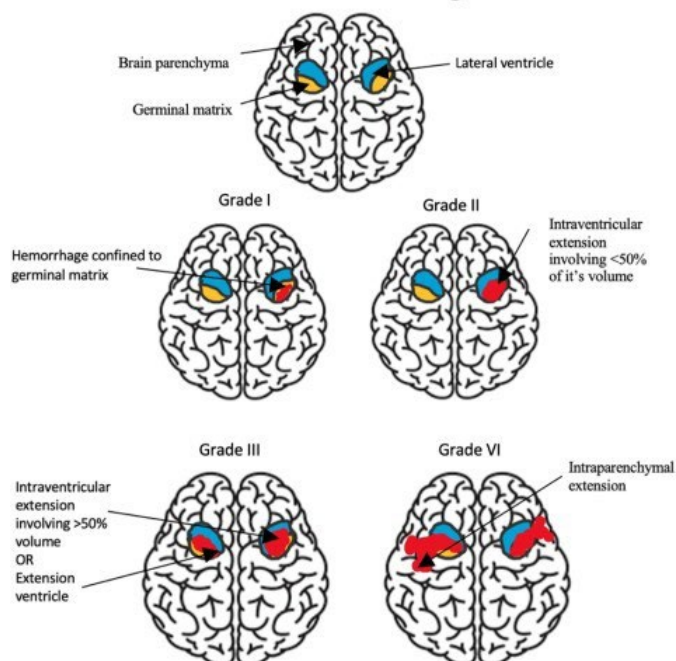 Brain parenchyma
Lateral ventricle
Germinal matrix
Grade I
Grade II
Hemorrhage confined to
germinal matrix
Intraventricular
extension
involving <50%
of it's volume
Grade III
Grade VI
Intraventricular
extension
involving >50%
volume
OR
Extension
ventricle
Intraparenchymal
extension